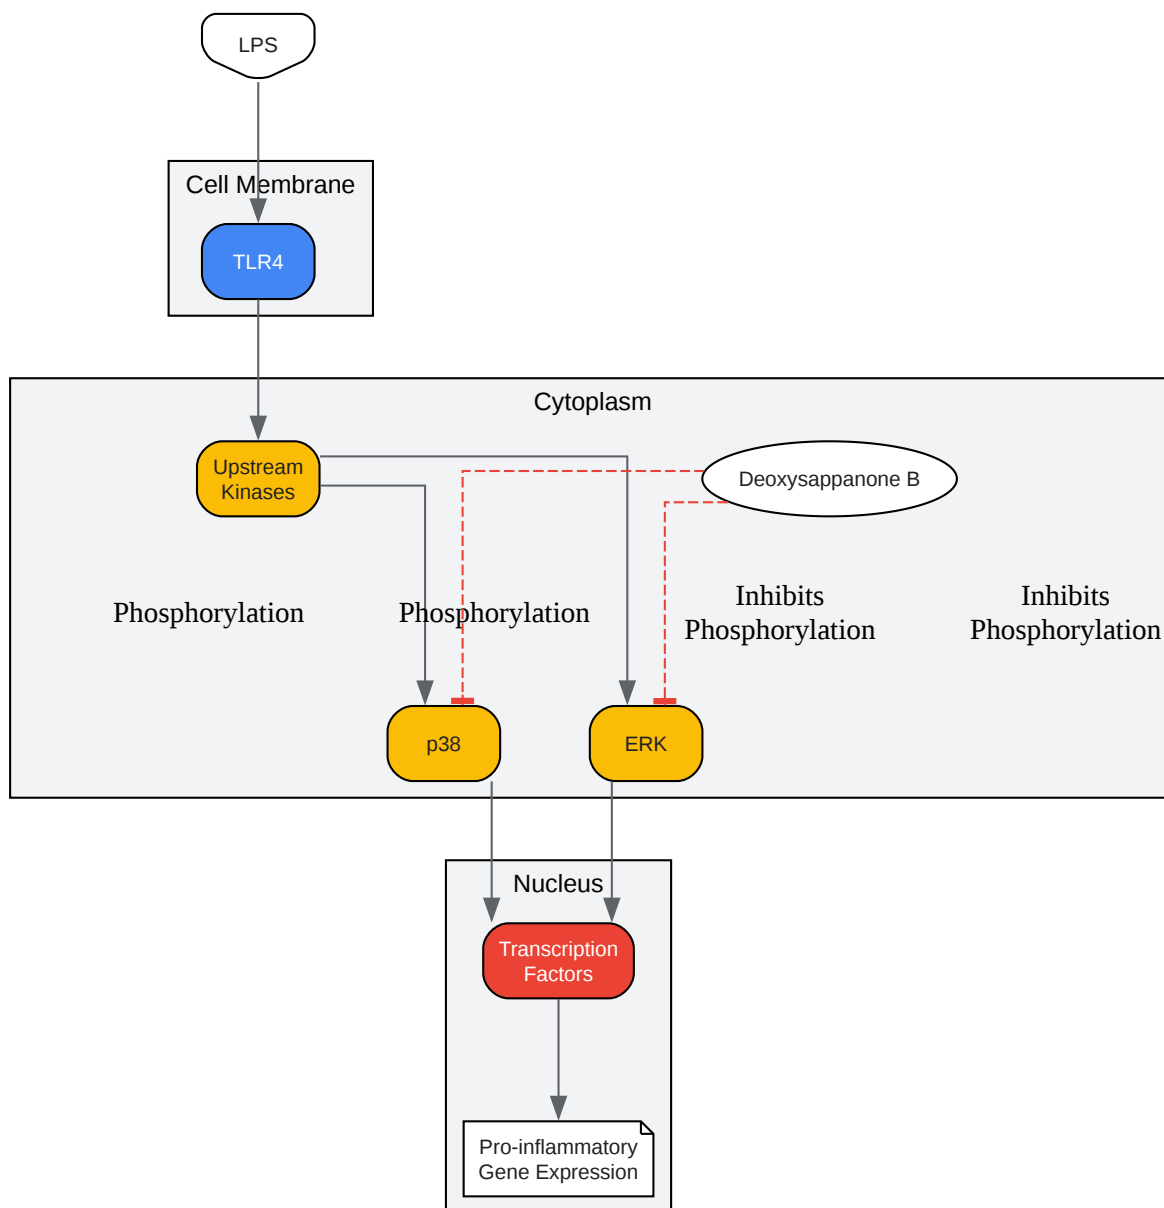 LPS
Cell Membrane
TLR4
Cytoplasm
Upstream
Kinases
Deoxysappanone B
Phosphorylation
Phosphorylation
Inhibits
Phosphorylation
Inhibits
Phosphorylation
p38
ERK
Nucleus
Transcription
Factors
Pro-inflammatory
Gene Expression